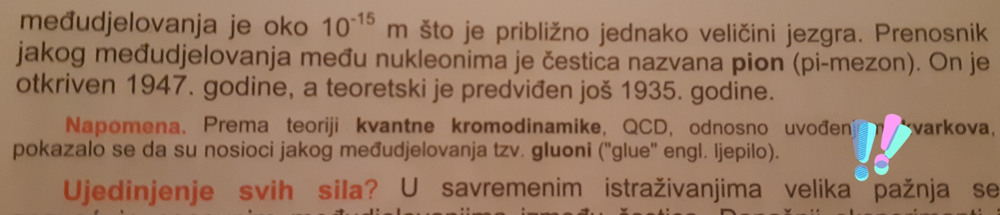 međudjelovanja je oko 10⁻¹⁵ m što je približno jednako veličini jezgra. Prenosnik
jakog međudjelovanja među nukleonima je čestica nazvana pion (pi-mezon). On je
otkriven 1947. godine, a teoretski je predviđen još 1935. godine.
Napomena. Prema teoriji kvantne kromodinamike, QCD, odnosno kvarkova,
pokazalo se da su nosioci jakog međudjelovanja tzv. gluoni ("glue" engl. ljepilo).
Ujedinjenje svih sila? U savremenim istraživanjima velika pažnja se